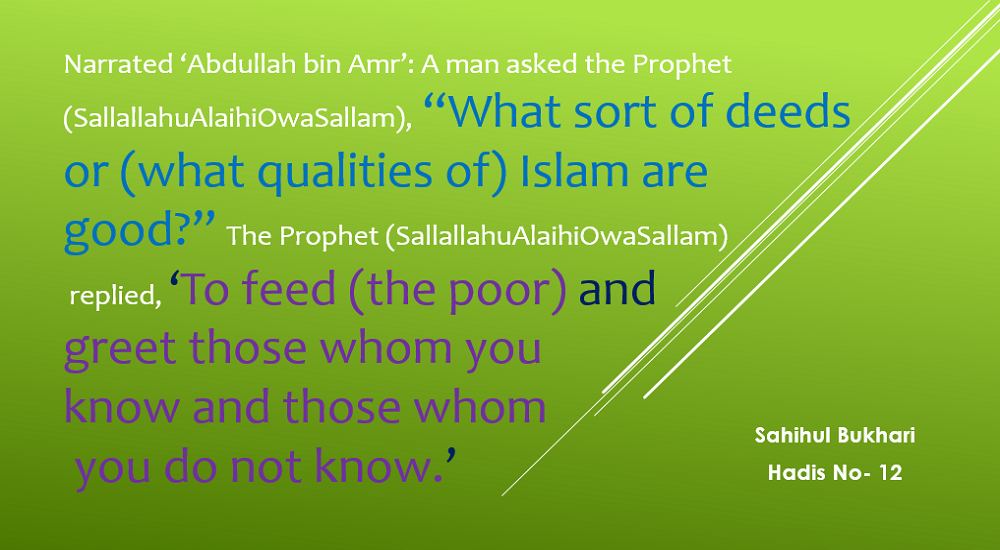 Narrated ‘Abdullah bin Amr’: A man asked the Prophet
(SallallahuAlaihiOwaSallam), “What sort of deeds
or (what qualities of) Islam are
good?” The Prophet (SallallahuAlaihiOwaSallam)
replied, ‘To feed (the poor) and
greet those whom you
know and those whom
you do not know.’
Sahihul Bukhari
Hadis No- 12